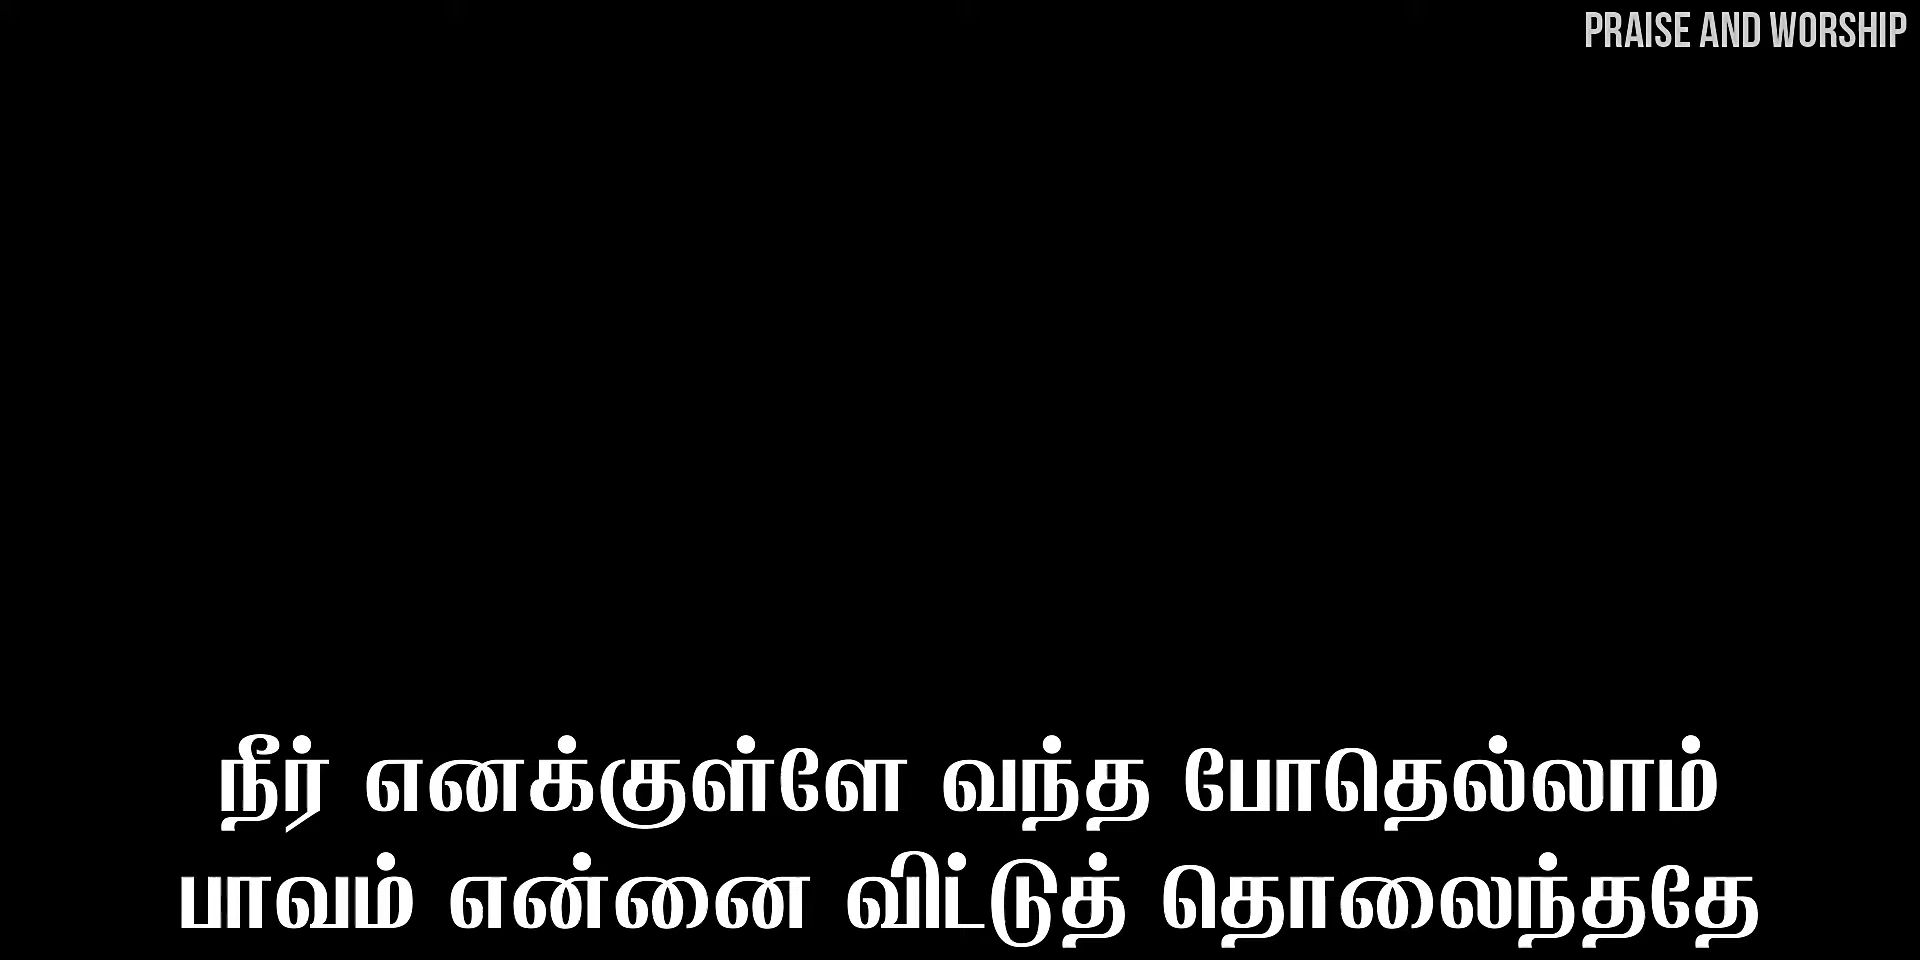 PRAISE AND WORSHIP
நீர் எனக்குள்ளே வந்த போதெல்லாம்
பாவம் என்னை விட்டுத் தொலைந்ததே